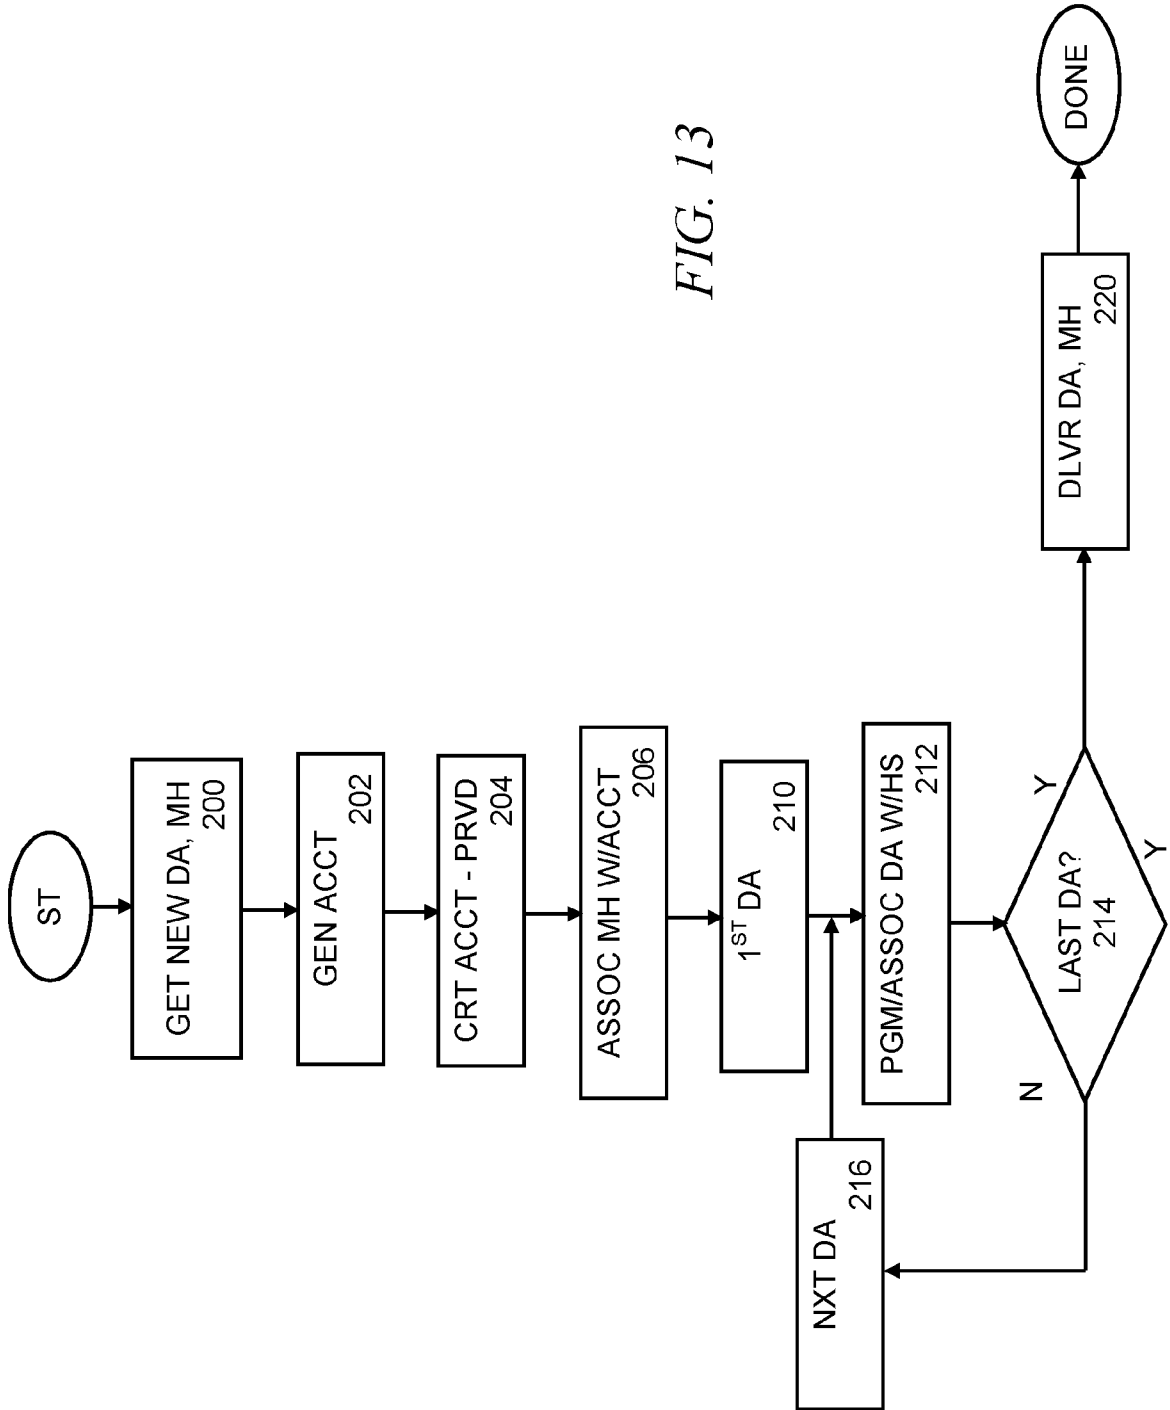 ST
GET NEW DA, MH
200
GEN ACCT
202
CRT ACCT - PRVD
204
ASSOC MH W/ACCT
206
1ST DA
210
PGM/ASSOC DA W/HS
212
LAST DA?
214
N
Y
Y
NXT DA
216
DLVR DA, MH
220
DONE
FIG. 13